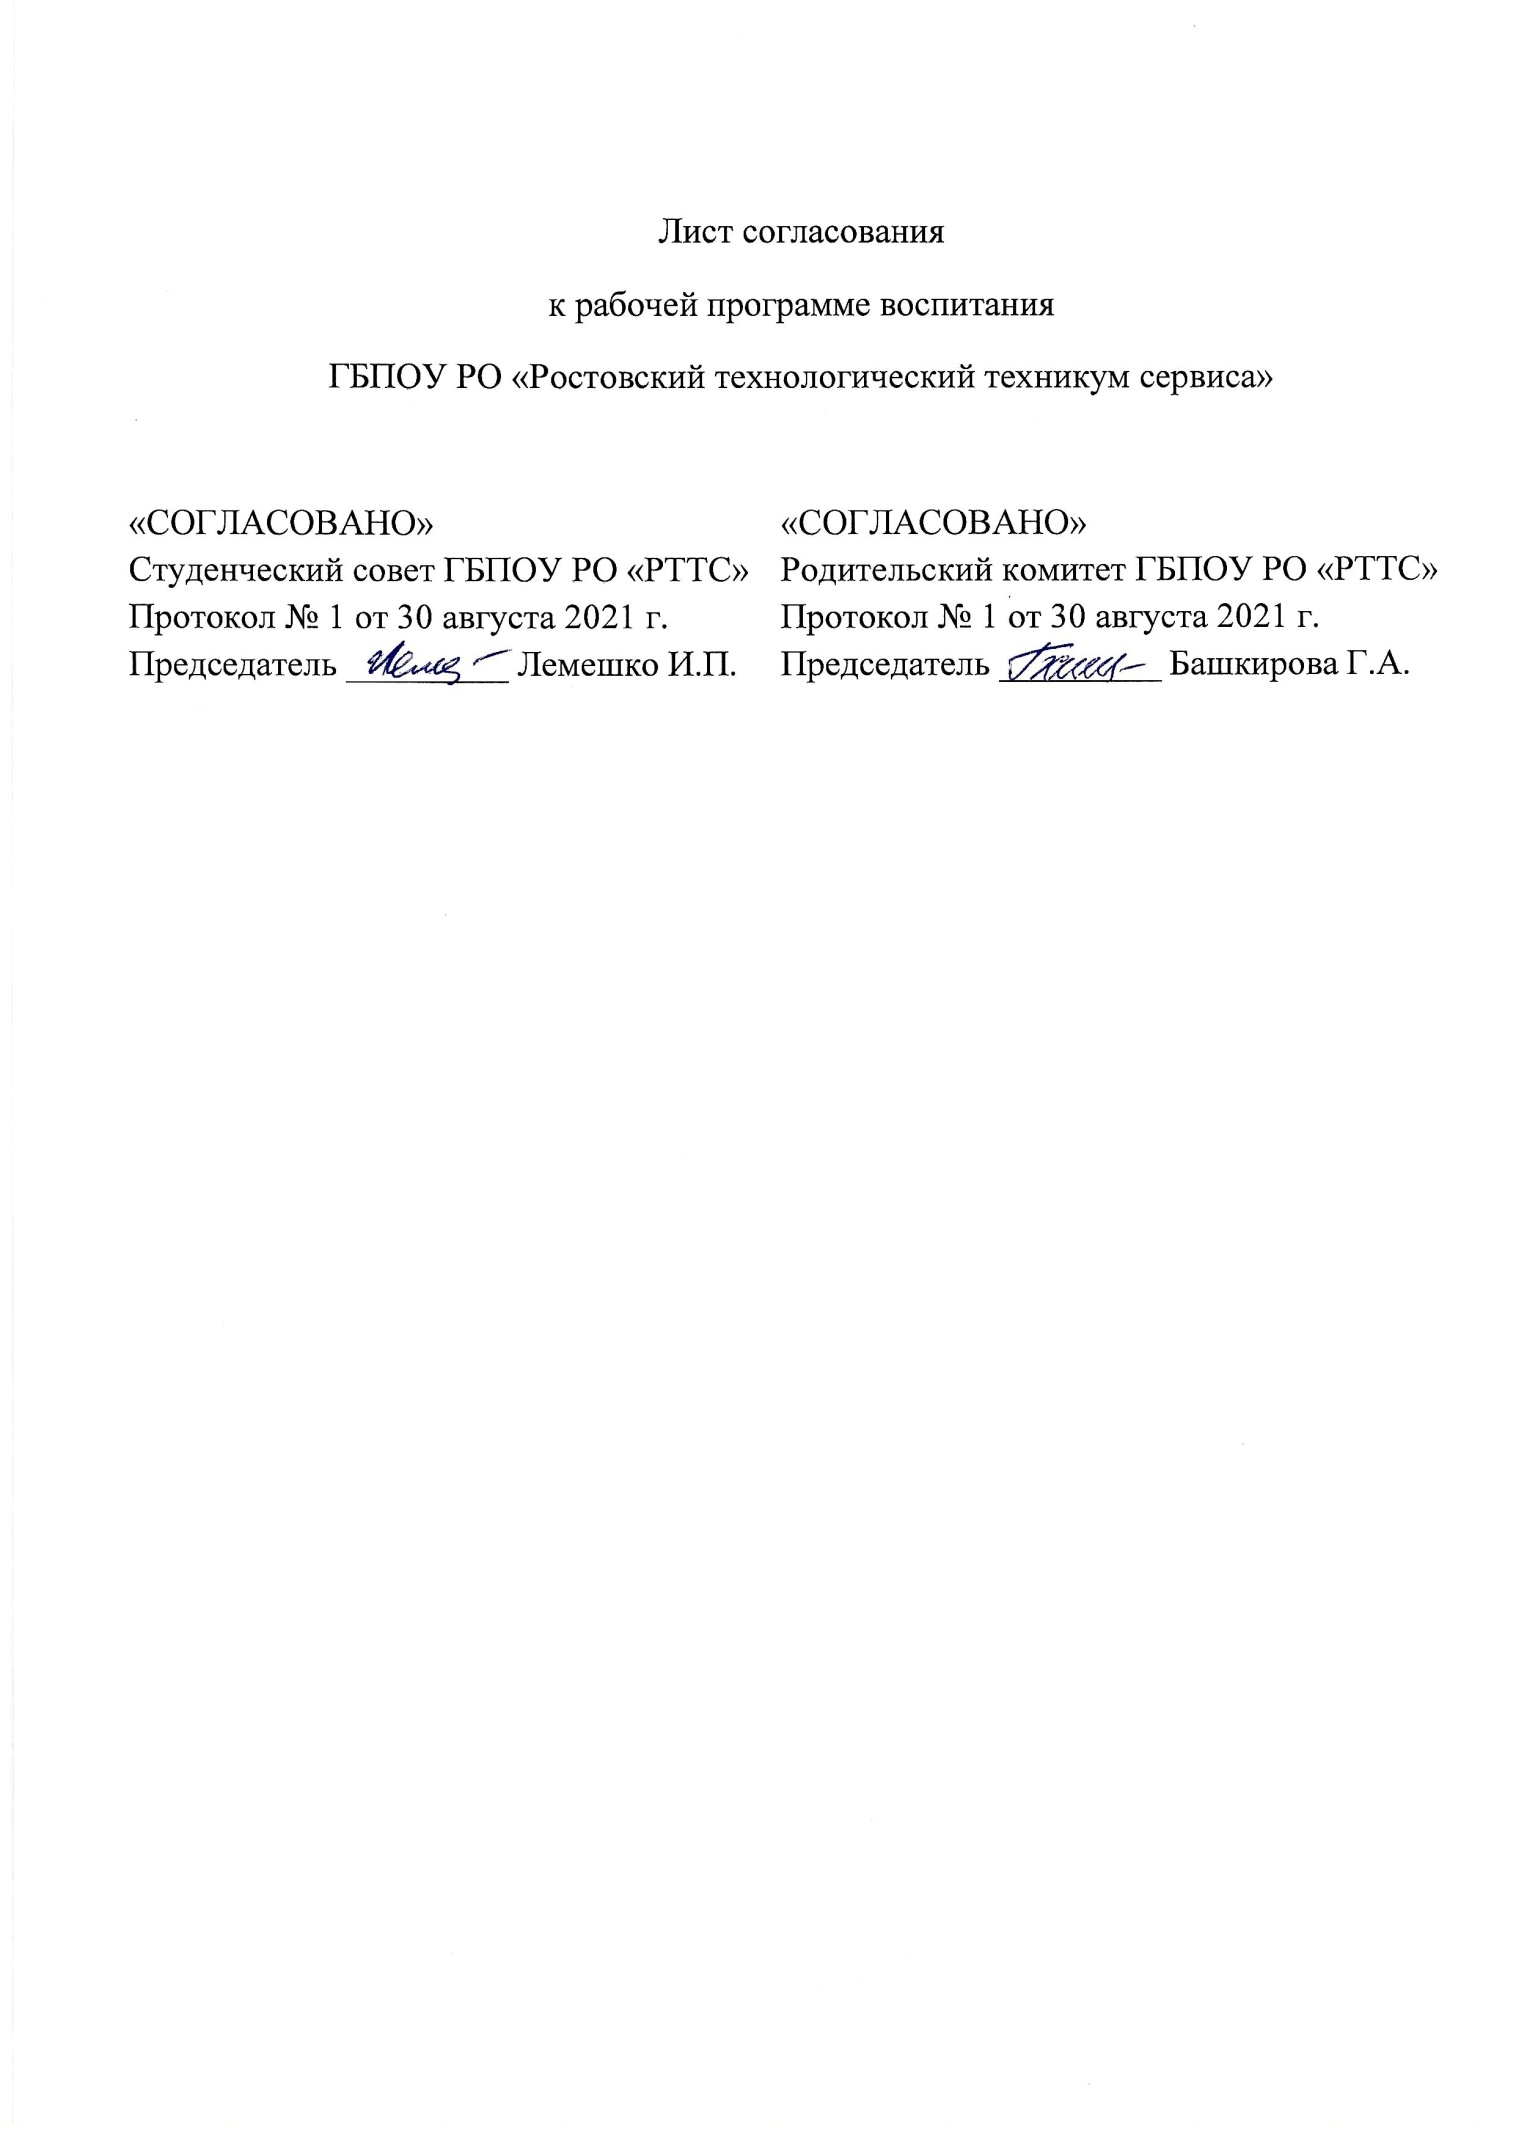 Лист согласования
к рабочей программе воспитания
ГБПОУ РО «Ростовский технологический техникум сервиса»
«СОГЛАСОВАНО»
Студенческий совет ГБПОУ РО «РТТС»
Протокол № 1 от 30 августа 2021 г.
Председатель _________ Лемешко И.П.
«СОГЛАСОВАНО»
Родительский комитет ГБПОУ РО «РТТС»
Протокол № 1 от 30 августа 2021 г.
Председатель _________ Башкирова Г.А.